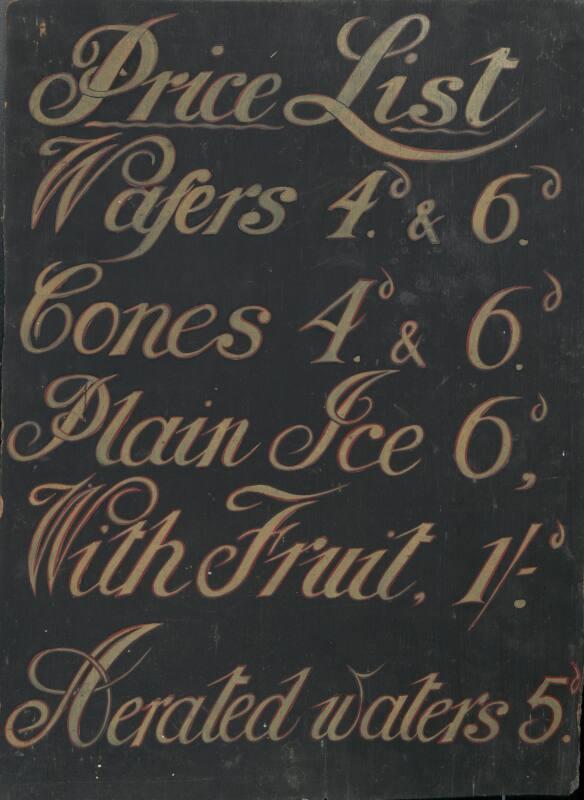 Price List
Wafers 4.d & 6.d
Cones 4.d & 6.d
Plain Ice 6,d
With Fruit, 1/-.d
Aerated waters 5.d